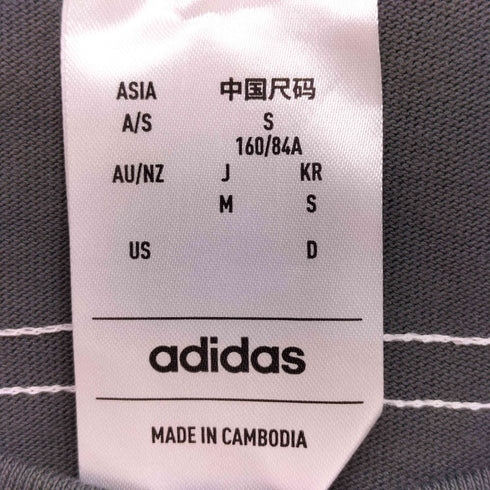 ASIA 中国尺码
A/S S
160/84A
AU/NZ J KR
M S
US D
adidas
MADE IN CAMBODIA